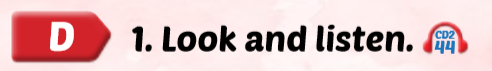 D 1. Look and listen. CD2 44